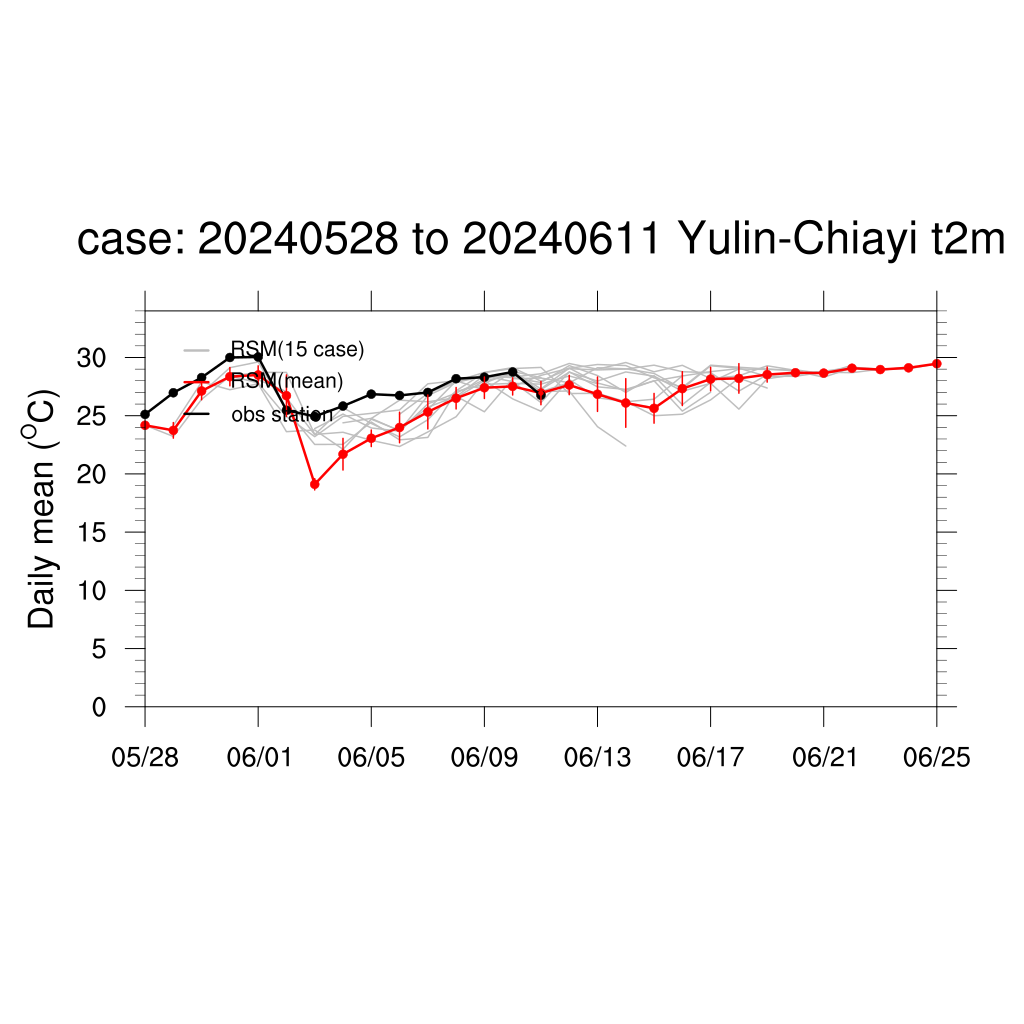 case: 20240528 to 20240611 Yulin-Chiayi t2m
RSM(15 case)
RSM(mean)
obs station
Daily mean (°C)
30
25
20
15
10
5
0
05/28 06/01 06/05 06/09 06/13 06/17 06/21 06/25